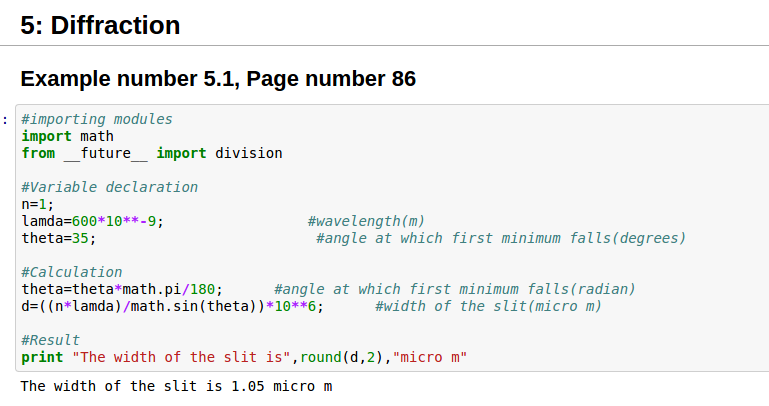 5: Diffraction
Example number 5.1, Page number 86
:
#importing modules
import math
from __future__ import division
#Variable declaration
n=1;
lamda=600*10**-9;                 #wavelength(m)
theta=35;                          #angle at which first minimum falls(degrees)
#Calculation
theta=theta*math.pi/180;      #angle at which first minimum falls(radian)
d=((n*lamda)/math.sin(theta))*10**6;      #width of the slit(micro m)
#Result
print "The width of the slit is",round(d,2),"micro m"
The width of the slit is 1.05 micro m